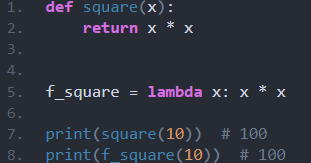 1. def square(x):
2.     return x * x
3.
4.
5. f_square = lambda x: x * x
6.
7. print(square(10))  # 100
8. print(f_square(10))  # 100